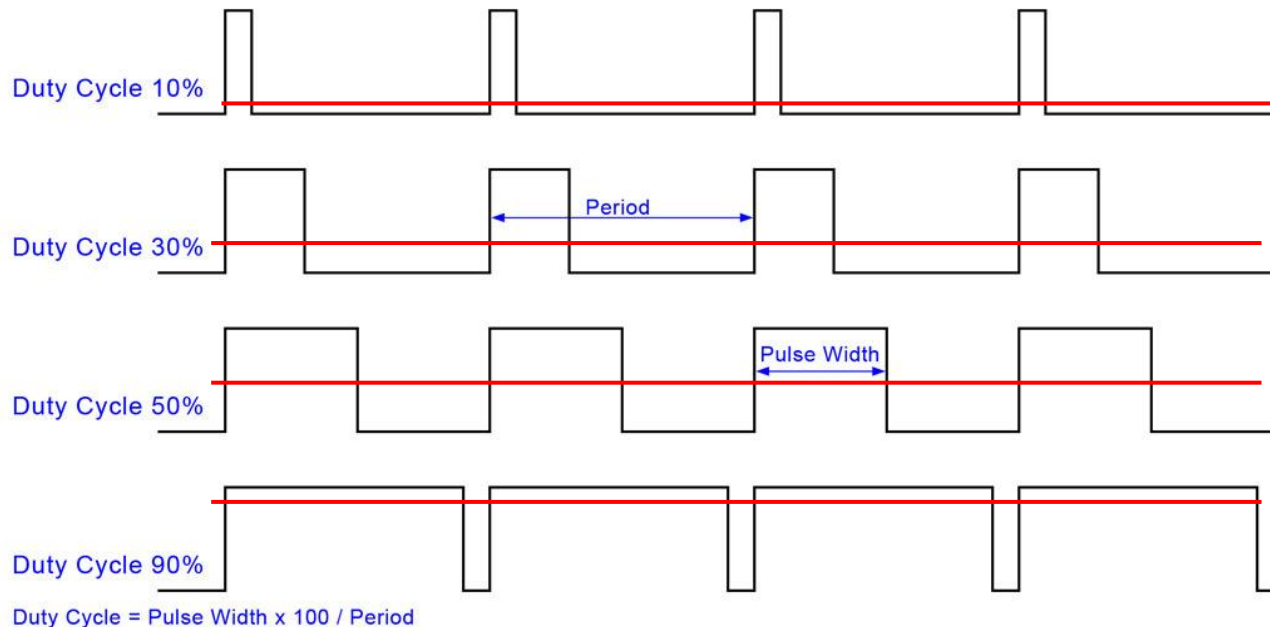 Duty Cycle 10%
Period
Duty Cycle 30%
Pulse Width
Duty Cycle 50%
Duty Cycle 90%
Duty Cycle = Pulse Width x 100 / Period